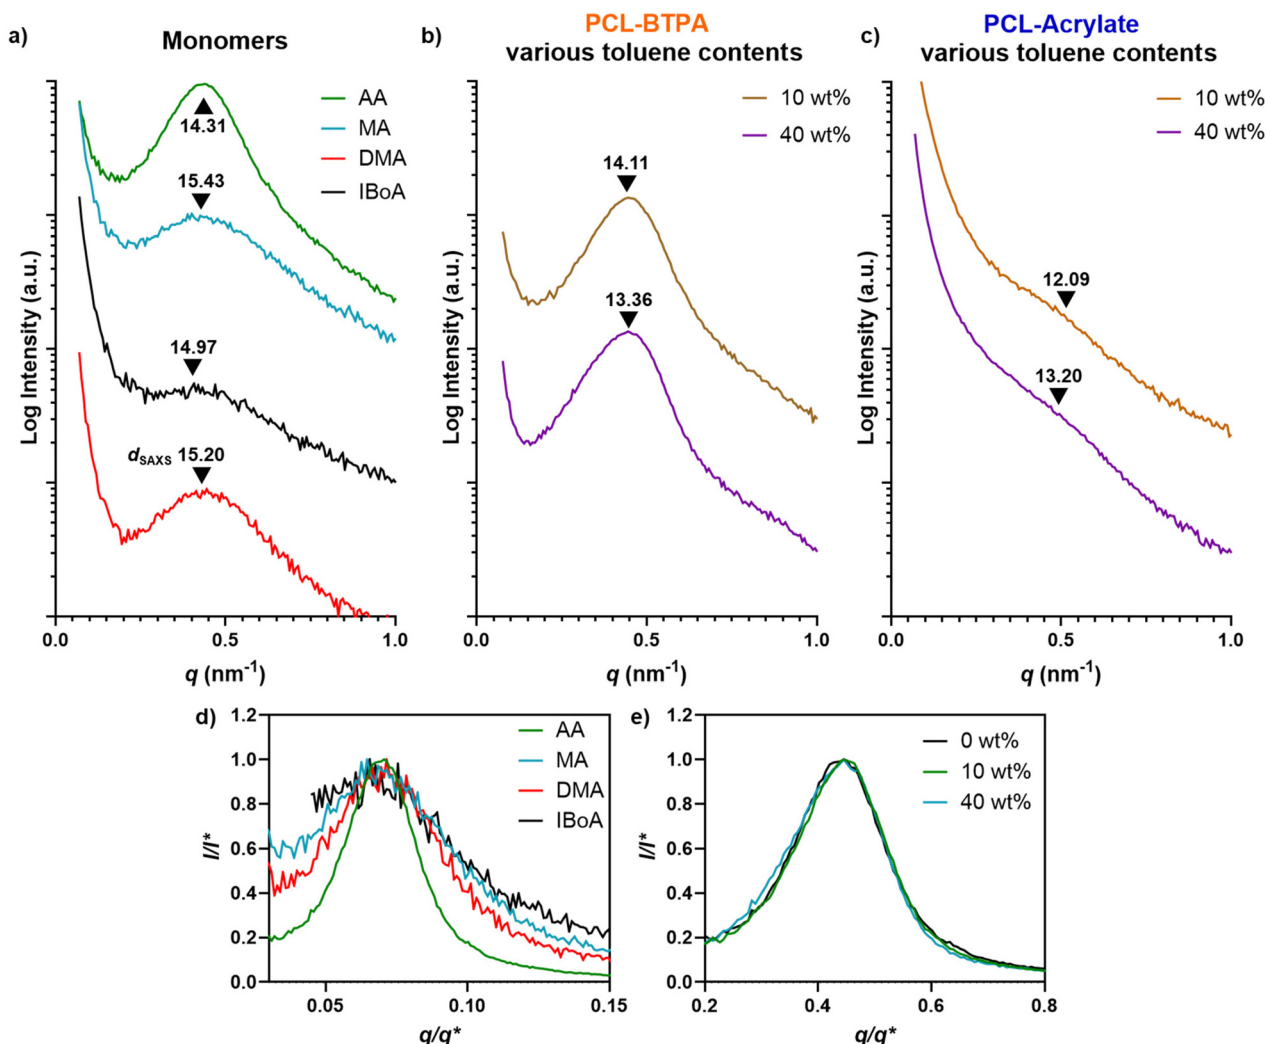 a)
Monomers
AA
MA
DMA
IBoA
14.31
15.43
14.97
d_SAXS 15.20
Log Intensity (a.u.)
0.0 0.5 1.0
q (nm⁻¹)
b)
PCL-BTPA
various toluene contents
10 wt%
40 wt%
14.11
13.36
Log Intensity (a.u.)
0.0 0.5 1.0
q (nm⁻¹)
c)
PCL-Acrylate
various toluene contents
10 wt%
40 wt%
12.09
13.20
Log Intensity (a.u.)
0.0 0.5 1.0
q (nm⁻¹)
d)
AA
MA
DMA
IBoA
1.2
1.0
0.8
0.6
0.4
0.2
0.0
I/I*
0.05 0.10 0.15
q/q*
e)
0 wt%
10 wt%
40 wt%
1.2
1.0
0.8
0.6
0.4
0.2
0.0
I/I*
0.2 0.4 0.6 0.8
q/q*